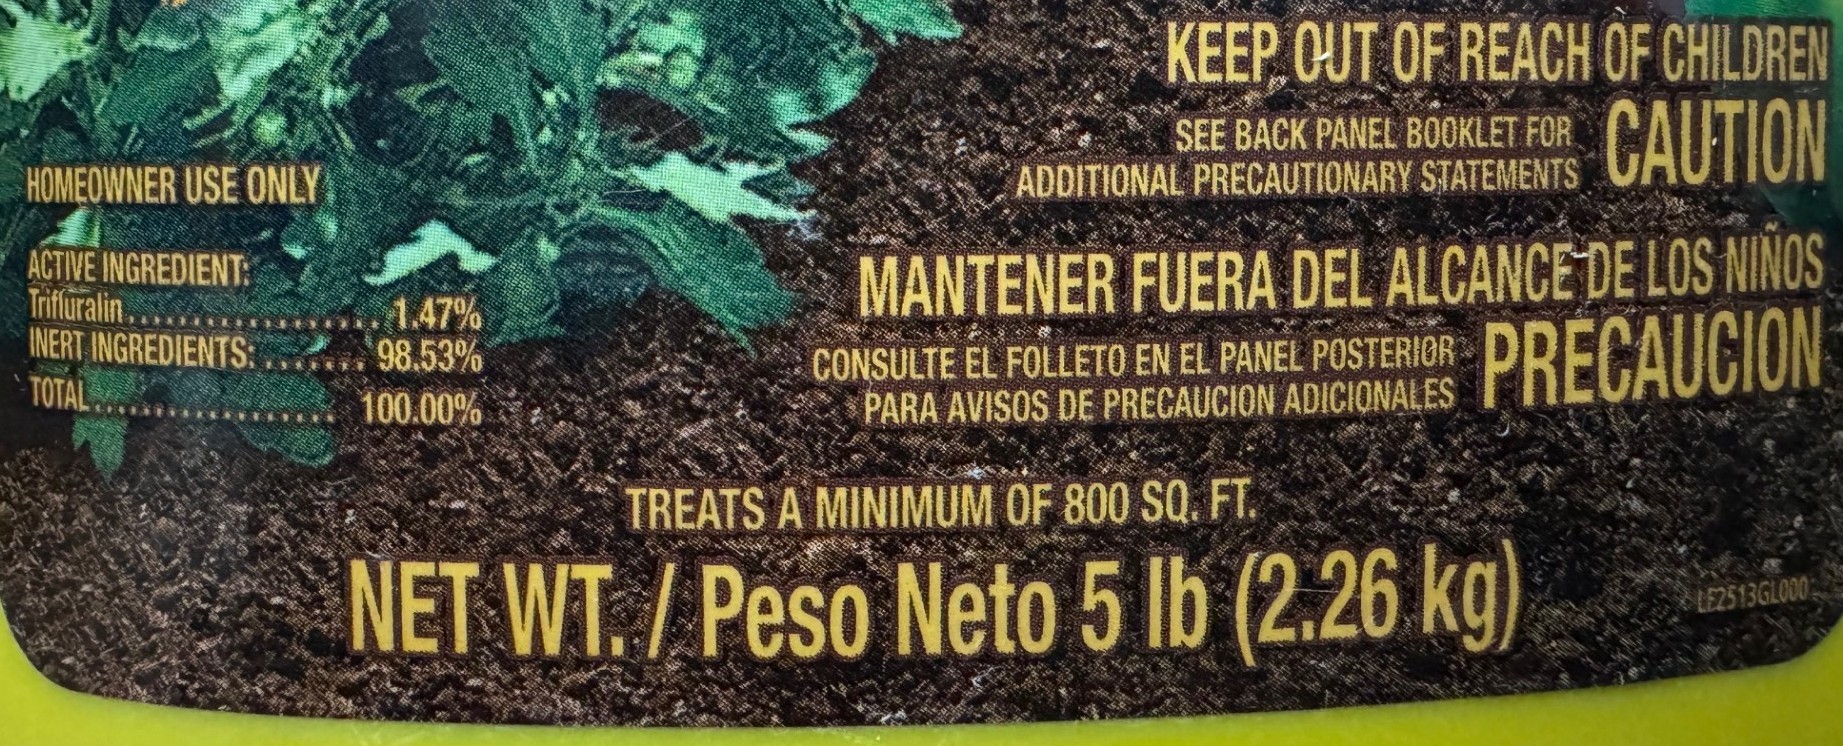 KEEP OUT OF REACH OF CHILDREN
SEE BACK PANEL BOOKLET FOR
ADDITIONAL PRECAUTIONARY STATEMENTS
CAUTION
HOMEOWNER USE ONLY
ACTIVE INGREDIENT:
Trifluralin.......................... 1.47%
INERT INGREDIENTS: ........ 98.53%
TOTAL........................ 100.00%
MANTENER FUERA DEL ALCANCE DE LOS NIÑOS
CONSULTE EL FOLLETO EN EL PANEL POSTERIOR
PARA AVISOS DE PRECAUCION ADICIONALES
PRECAUCION
TREATS A MINIMUM OF 800 SQ. FT.
NET WT. / Peso Neto 5 lb (2.26 kg)